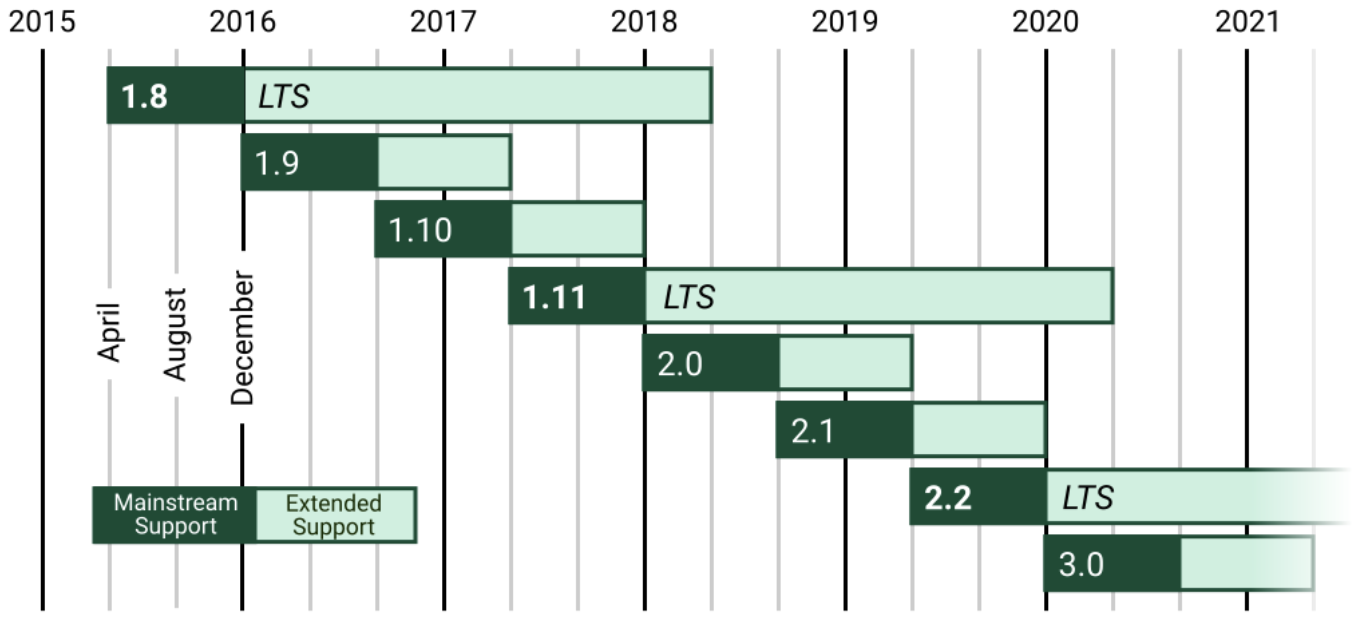 2015 2016 2017 2018 2019 2020 2021
1.8 LTS
1.9
1.10
1.11 LTS
April August December
2.0
2.1
2.2 LTS
Mainstream Support Extended Support
3.0